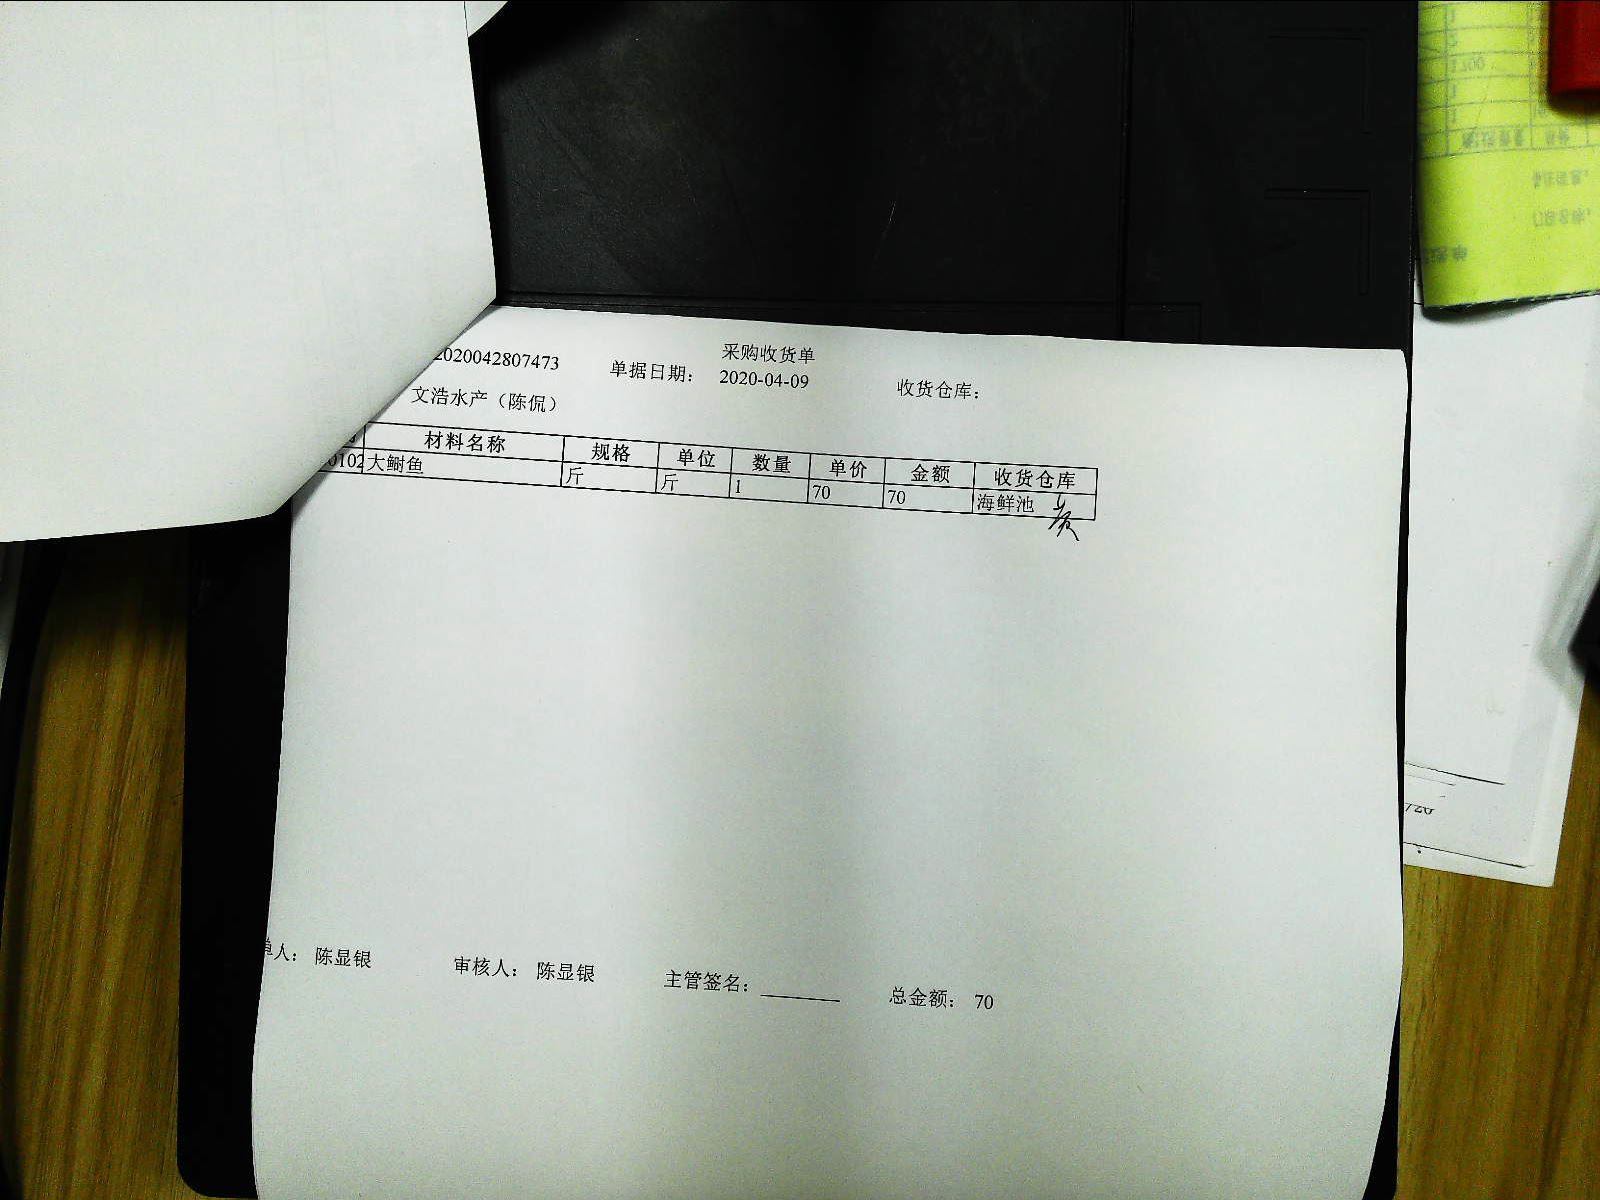 采购收货单
2020042807473 单据日期: 2020-04-09 收货仓库:
文浩水产（陈侃）
材料名称 规格 单位 数量 单价 金额 收货仓库
0102 大鲥鱼 斤 斤 1 70 70 海鲜池
单人: 陈显银 审核人: 陈显银 主管签名: 总金额: 70